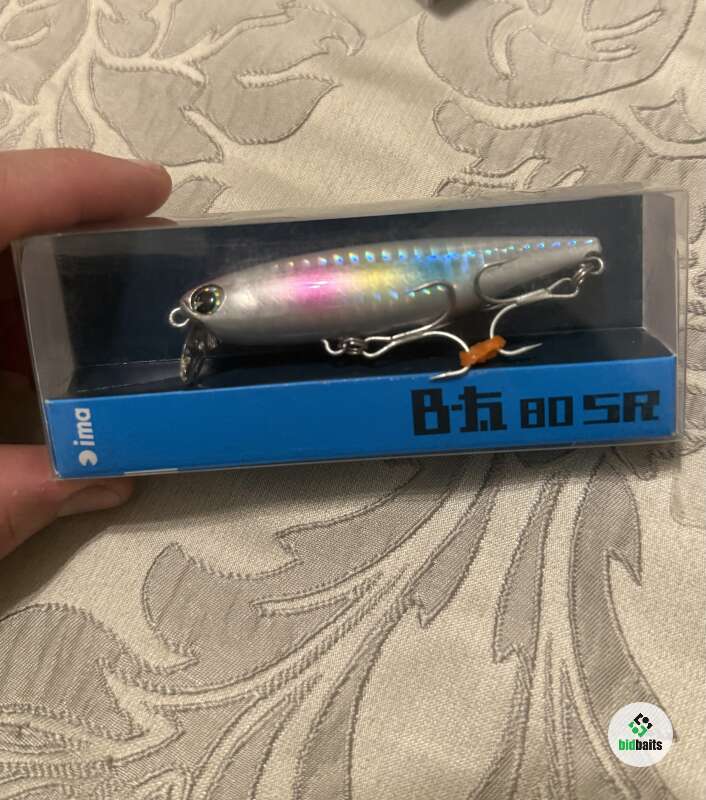 ima
B-太 80 SR
bidbaits